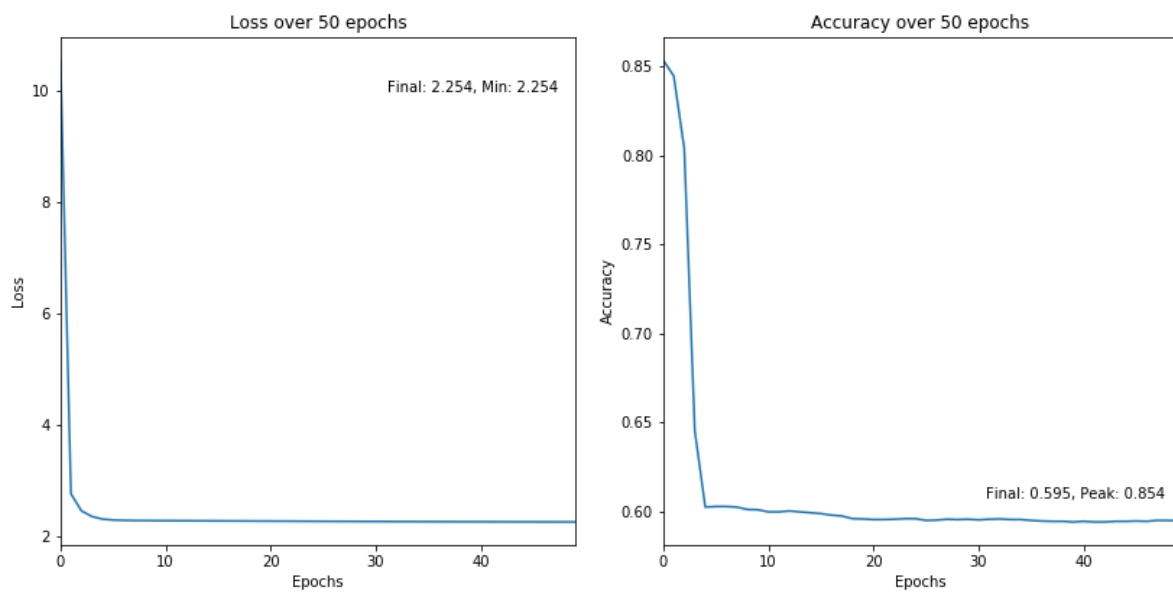 Loss over 50 epochs
10
8
6
4
2
Loss
Final: 2.254, Min: 2.254
0
10
20
30
40
Epochs
Accuracy over 50 epochs
0.85
0.80
0.75
0.70
0.65
0.60
Accuracy
Final: 0.595, Peak: 0.854
0
10
20
30
40
Epochs